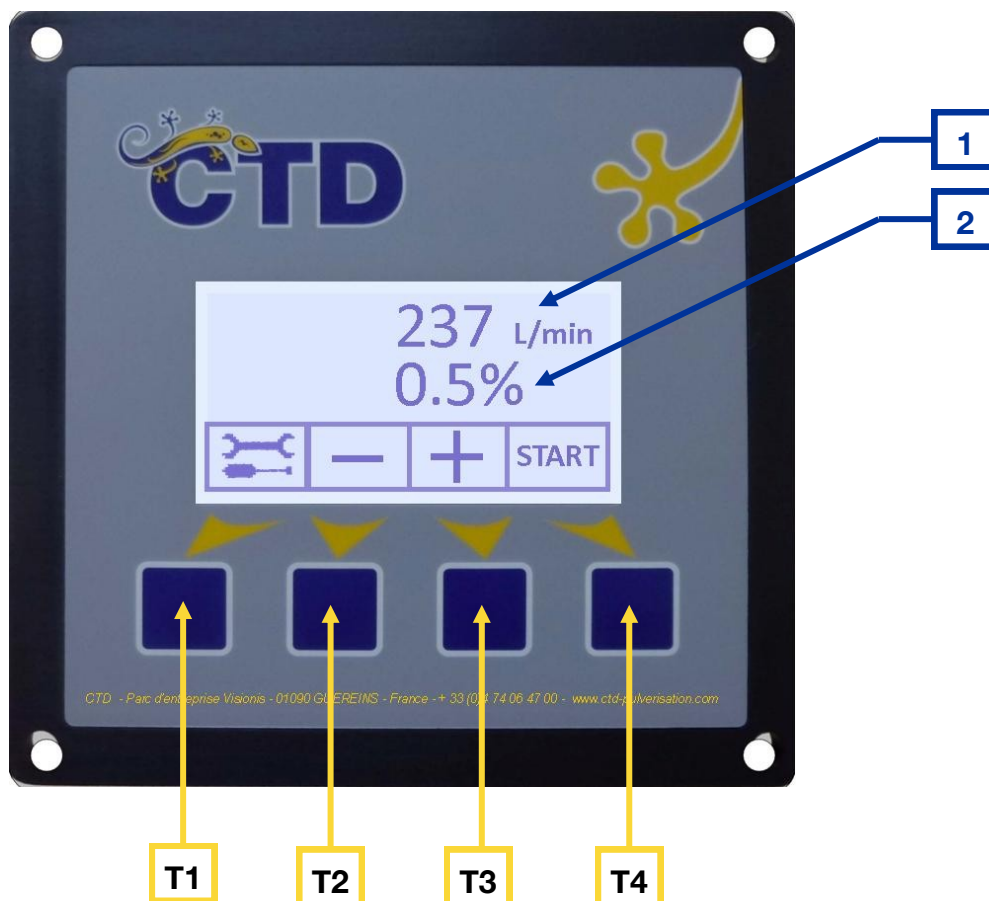 CTD
1
2
237 L/min
0.5%
START
CTD - Parc d'entreprise Visionis - 01090 GUEREINS - France - + 33 (0)4 74 06 47 00 - www.ctd-pulverisation.com
T1 T2 T3 T4